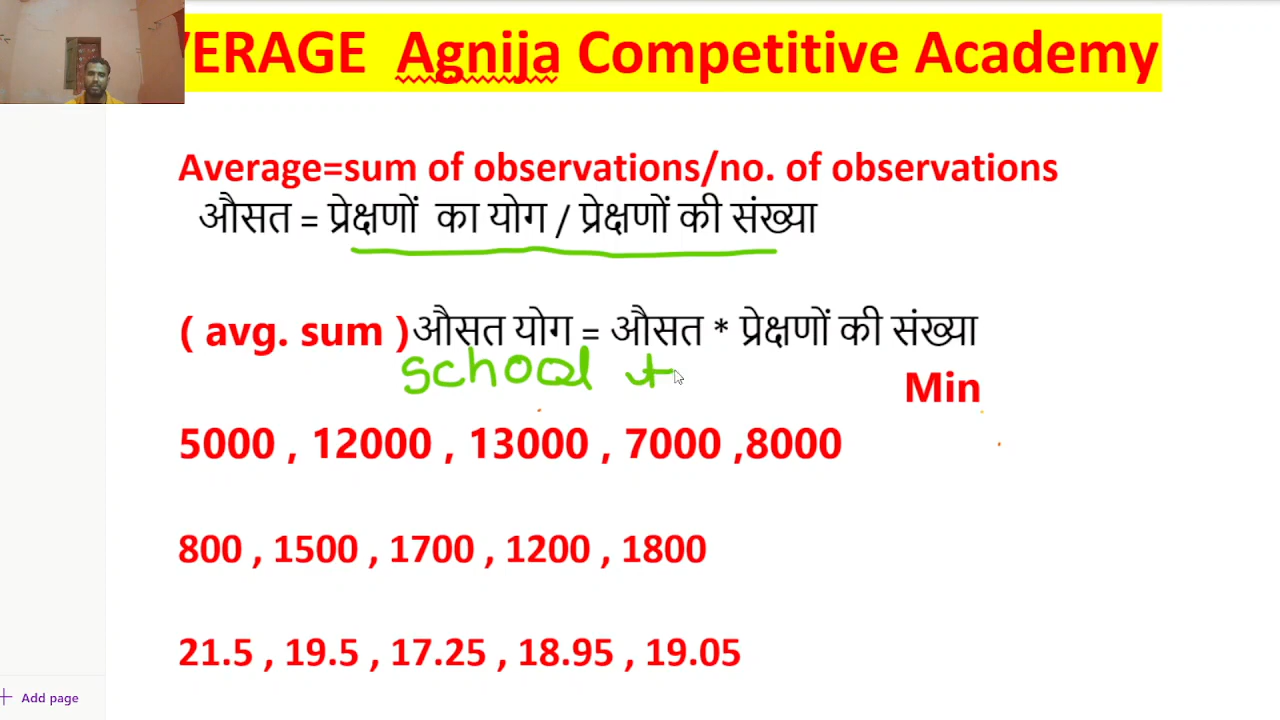 VERAGE Agnija Competitive Academy
Average=sum of observations/no. of observations
औसत = प्रेक्षणों का योग / प्रेक्षणों की संख्या
( avg. sum )औसत योग = औसत * प्रेक्षणों की संख्या
school t
Min
5000 , 12000 , 13000 , 7000 ,8000
800 , 1500 , 1700 , 1200 , 1800
21.5 , 19.5 , 17.25 , 18.95 , 19.05
Add page